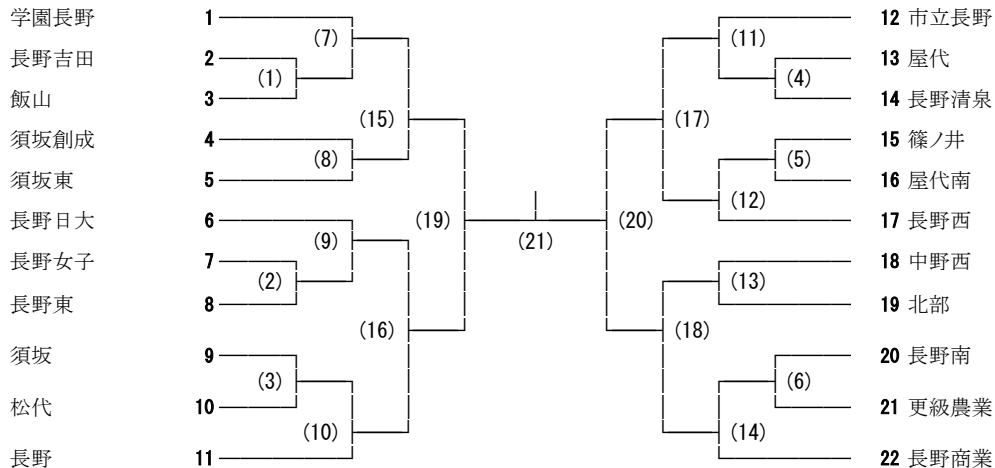 学園長野 1
(7)
長野吉田 2
(1)
飯山 3
(15)
須坂創成 4
(8)
須坂東 5
長野日大 6
(19)
(9)
長野女子 7
(2)
長野東 8
(16)
須坂 9
(3)
松代 10
(10)
長野 11
(21)
12 市立長野
(11)
13 屋代
(4)
14 長野清泉
(17)
15 篠ノ井
(5)
16 屋代南
(12)
17 長野西
(20)
18 中野西
(13)
19 北部
(18)
20 長野南
(6)
21 更級農業
(14)
22 長野商業